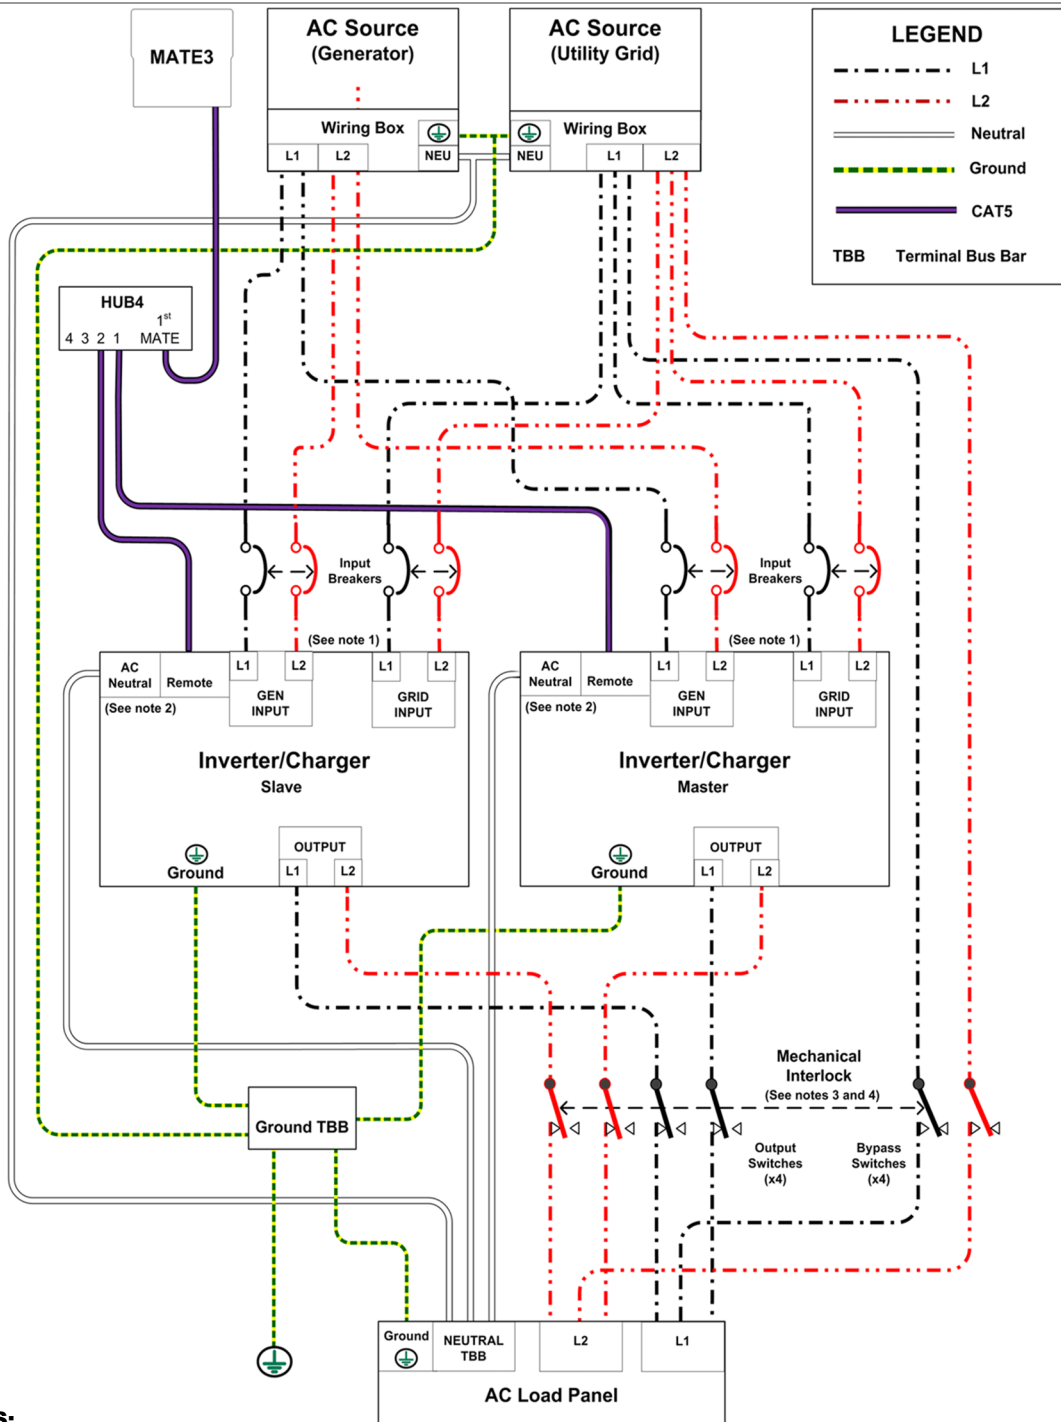 MATE3
AC Source
(Generator)
Wiring Box
L1
L2
NEU
AC Source
(Utility Grid)
Wiring Box
NEU
L1
L2
LEGEND
L1
L2
Neutral
Ground
CAT5
TBB
Terminal Bus Bar
HUB4
1st
4 3 2 1 MATE
Input
Breakers
(See note 1)
Input
Breakers
(See note 1)
AC
Neutral
Remote
(See note 2)
L1
L2
GEN
INPUT
L1
L2
GRID
INPUT
Inverter/Charger
Slave
OUTPUT
L1
L2
Ground
AC
Neutral
Remote
(See note 2)
L1
L2
GEN
INPUT
L1
L2
GRID
INPUT
Inverter/Charger
Master
OUTPUT
L1
L2
Ground
Mechanical
Interlock
(See notes 3 and 4)
Output
Switches
(x4)
Bypass
Switches
(x4)
Ground TBB
Ground
NEUTRAL
TBB
L2
L1
AC Load Panel